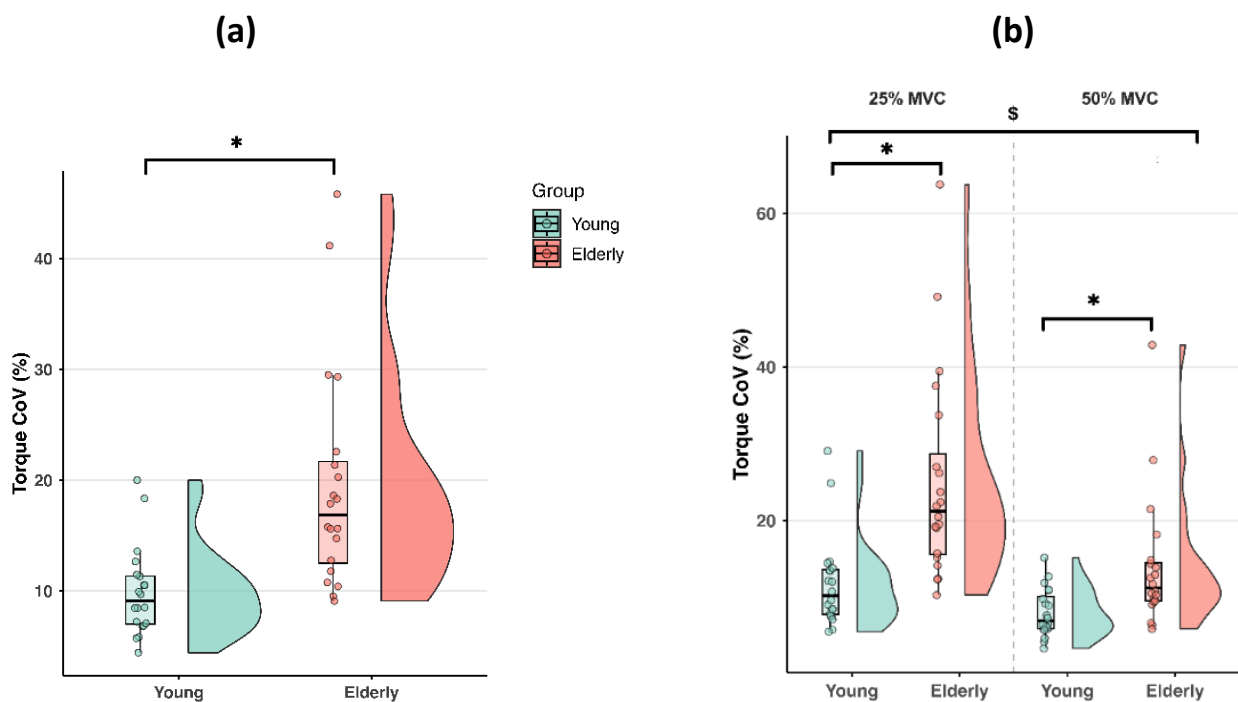 (a)
(b)
25% MVC
50% MVC
$
*
*
*
Group
Young
Elderly
Torque CoV (%)
40
30
20
10
Young
Elderly
Torque CoV (%)
60
40
20
Young
Elderly
Young
Elderly